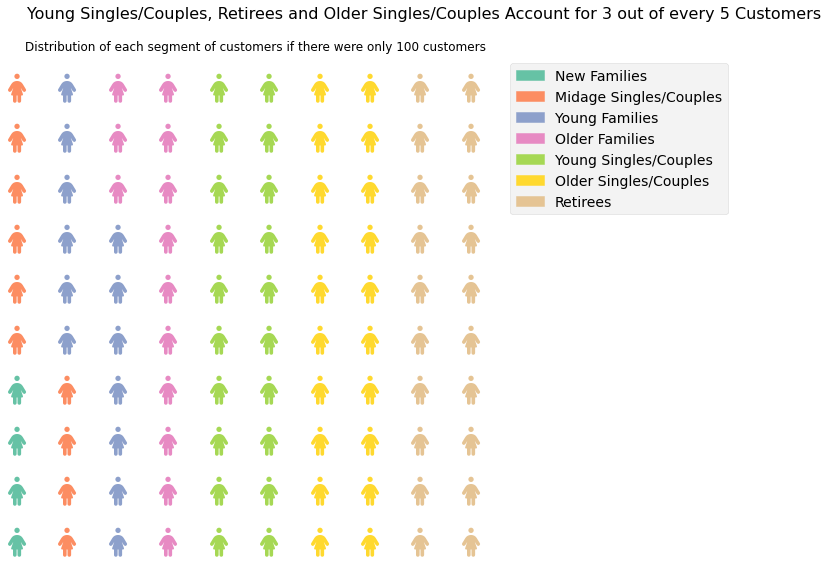 Young Singles/Couples, Retirees and Older Singles/Couples Account for 3 out of every 5 Customers
Distribution of each segment of customers if there were only 100 customers
New Families
Midage Singles/Couples
Young Families
Older Families
Young Singles/Couples
Older Singles/Couples
Retirees